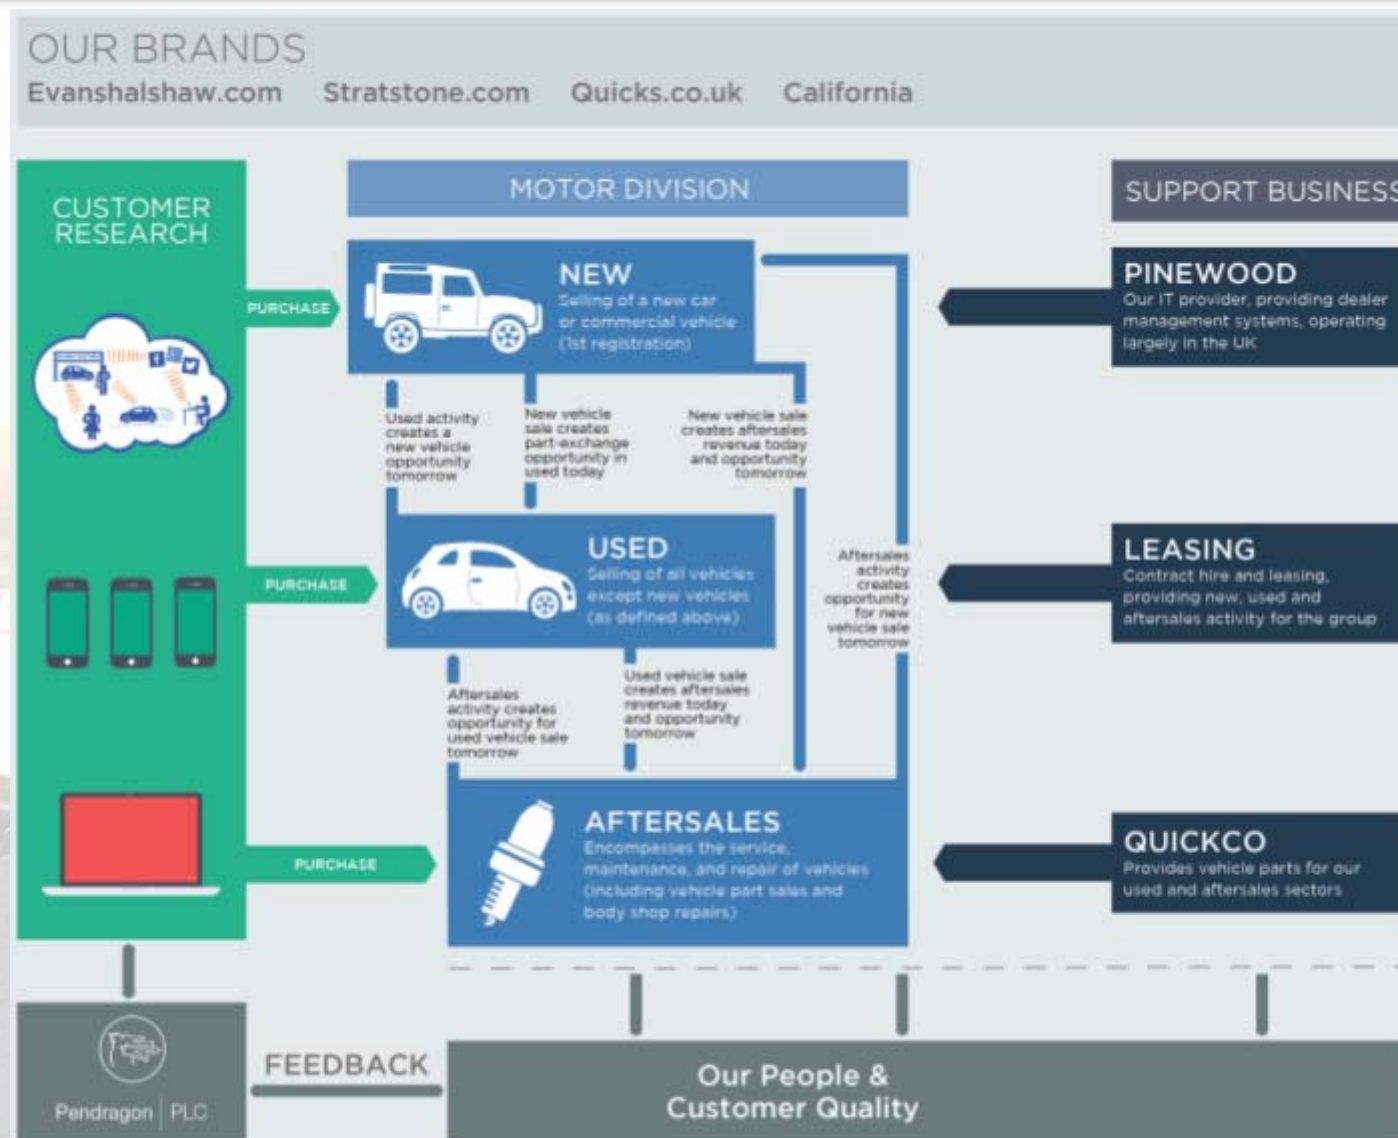 OUR BRANDS
Evanshalshaw.com Stratstone.com Quicks.co.uk California
CUSTOMER
RESEARCH
MOTOR DIVISION
SUPPORT BUSINESS
PURCHASE
NEW
Selling of a new car
or commercial vehicle
(1st registration)
PINEWOOD
Our IT provider, providing dealer
management systems, operating
largely in the UK
Used activity
creates a
new vehicle
opportunity
tomorrow
New vehicle
sale creates
part-exchange
opportunity in
used today
New vehicle sale
creates aftersales
revenue today
and opportunity
tomorrow
PURCHASE
USED
Selling of all vehicles
except new vehicles
(as defined above)
Aftersales
activity
creates
opportunity
for new
vehicle sale
tomorrow
LEASING
Contract hire and leasing,
providing new, used and
aftersales activity for the group
Aftersales
activity creates
opportunity for
used vehicle sale
tomorrow
Used vehicle sale
creates aftersales
revenue today
and opportunity
tomorrow
PURCHASE
AFTERSALES
Encompasses the service,
maintenance, and repair of vehicles
(including vehicle part sales and
body shop repairs)
QUICKCO
Provides vehicle parts for our
used and aftersales sectors
Pendragon PLC
FEEDBACK
Our People &
Customer Quality